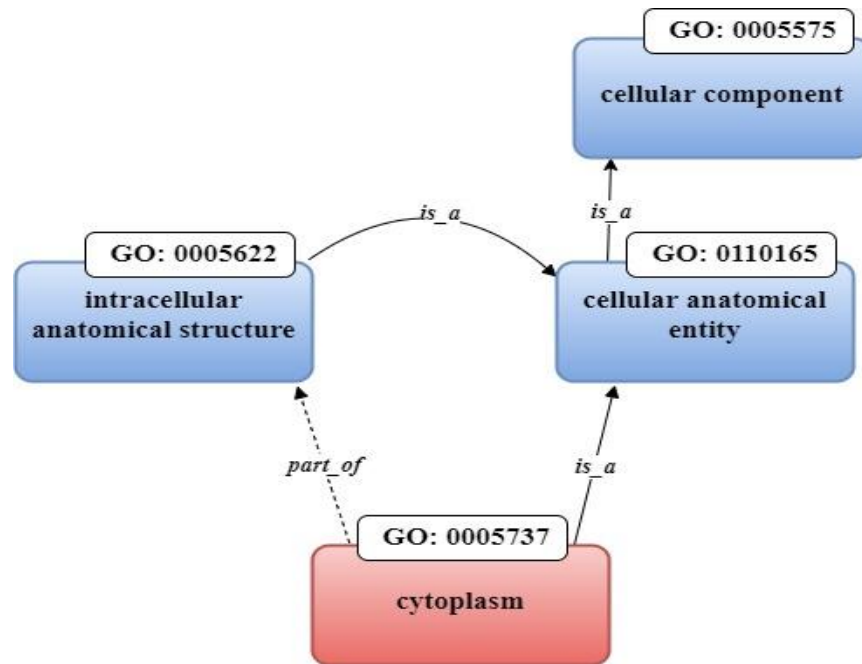 GO: 0005575
cellular component
is_a
is_a
GO: 0005622
intracellular
anatomical structure
GO: 0110165
cellular anatomical
entity
part_of
is_a
GO: 0005737
cytoplasm